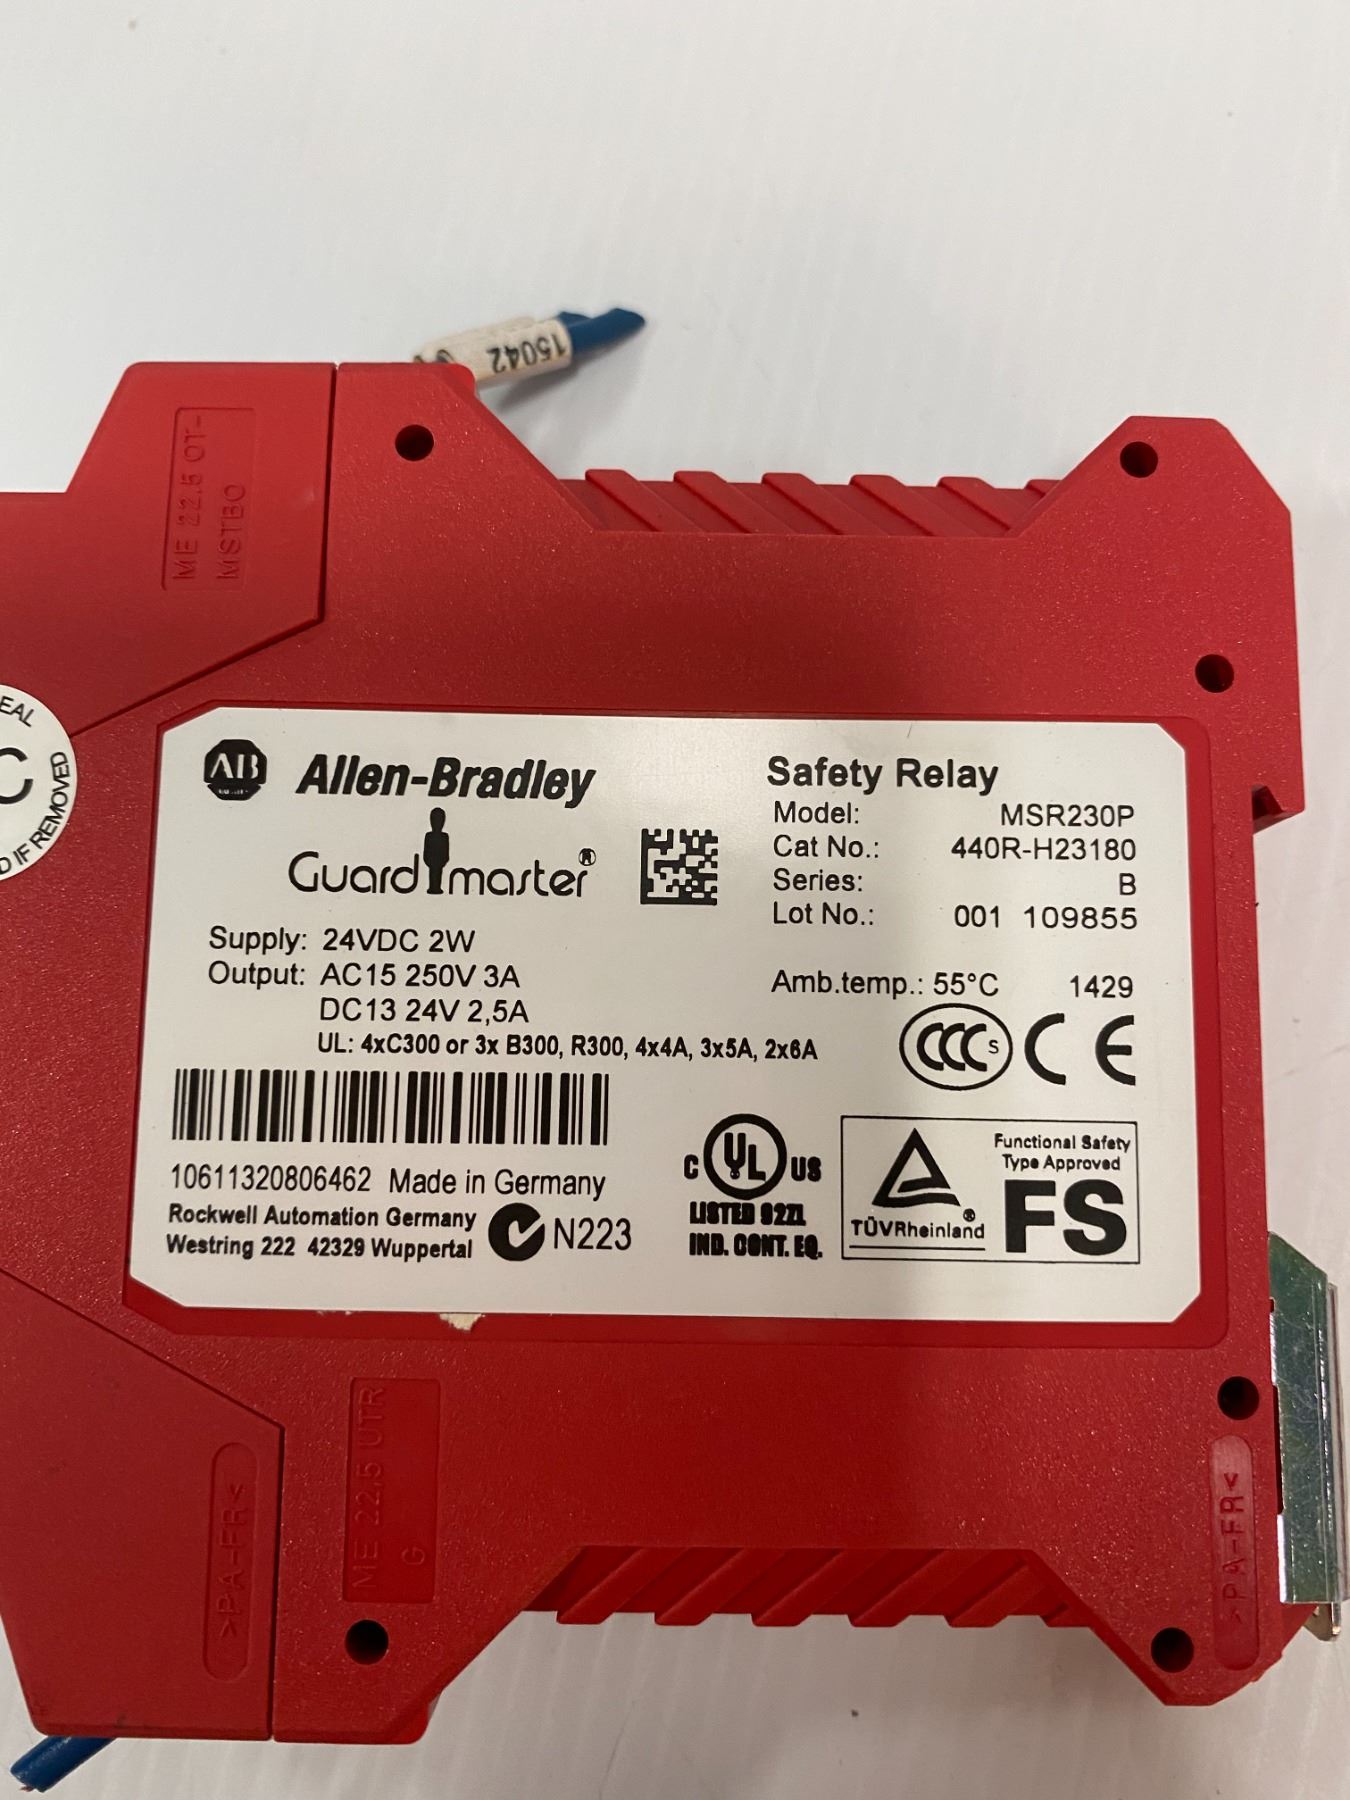 15042
ME 22.5 OT-
MSTBO
EAL
C
D IF REMOVED
AB
Allen-Bradley
Guardmaster®
Safety Relay
Model: MSR230P
Cat No.: 440R-H23180
Series: B
Lot No.: 001 109855
Supply: 24VDC 2W
Output: AC15 250V 3A
DC13 24V 2,5A
UL: 4xC300 or 3x B300, R300, 4x4A, 3x5A, 2x6A
Amb.temp.: 55°C 1429
CCC S CE
10611320806462 Made in Germany
Rockwell Automation Germany
Westring 222 42329 Wuppertal
N223
C UL US
LISTED 92ZL
IND. CONT. EQ.
TÜVRheinland ®
Functional Safety
Type Approved
FS
ME 22.5 UTR
G
>PA-FR<
>PA-FR<